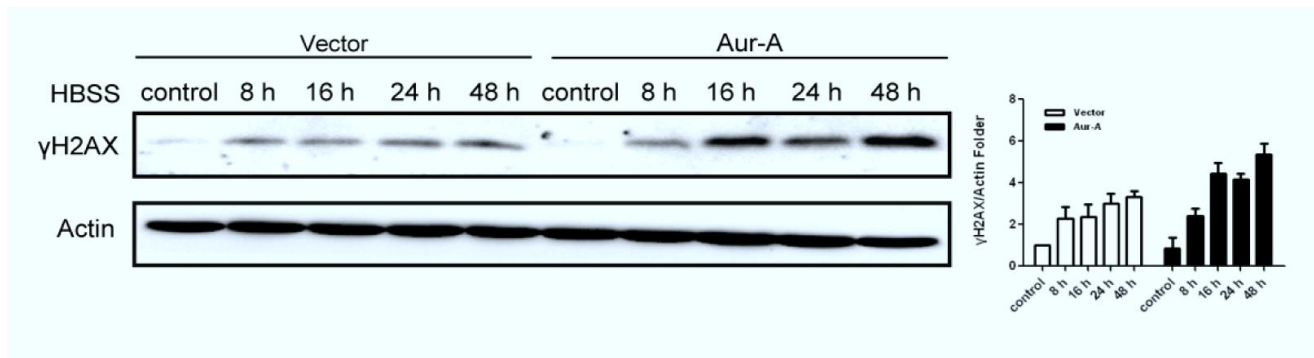 Vector Aur-A
HBSS control 8 h 16 h 24 h 48 h control 8 h 16 h 24 h 48 h
γH2AX
Actin
γH2AX/Actin Folder
8
6
4
2
0
Vector
Aur-A
control 8 h 16 h 24 h 48 h control 8 h 16 h 24 h 48 h